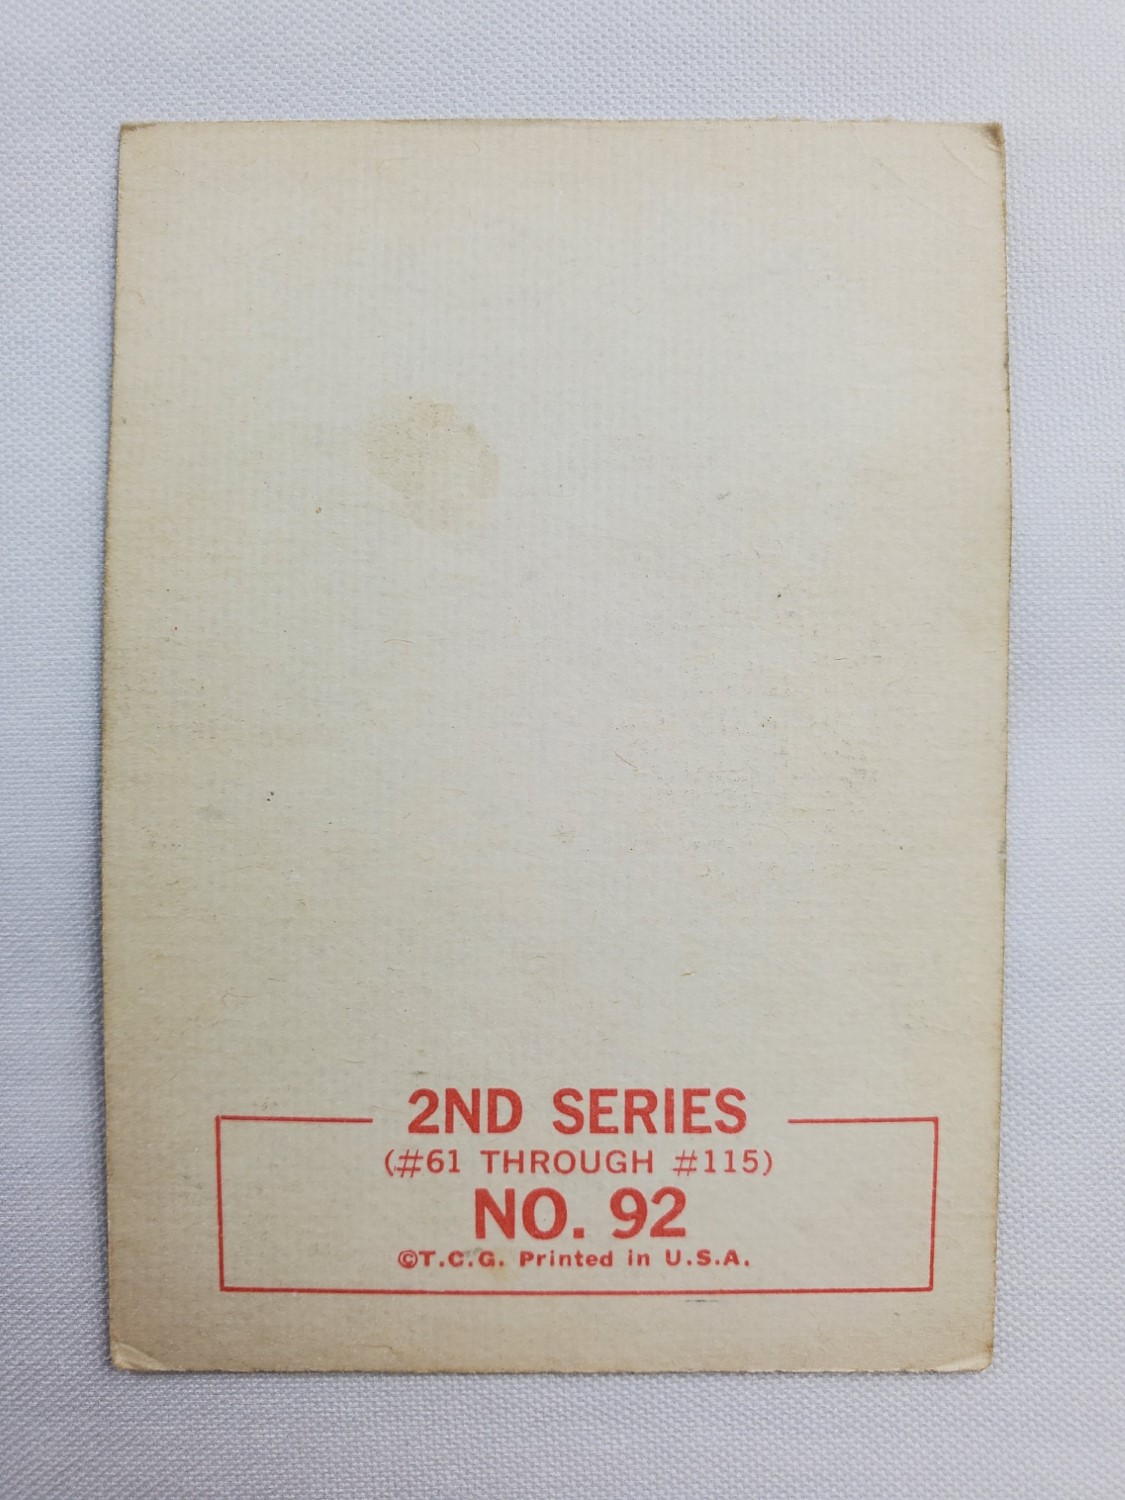 2ND SERIES
(#61 THROUGH #115)
NO. 92
©T.C.G. Printed in U.S.A.